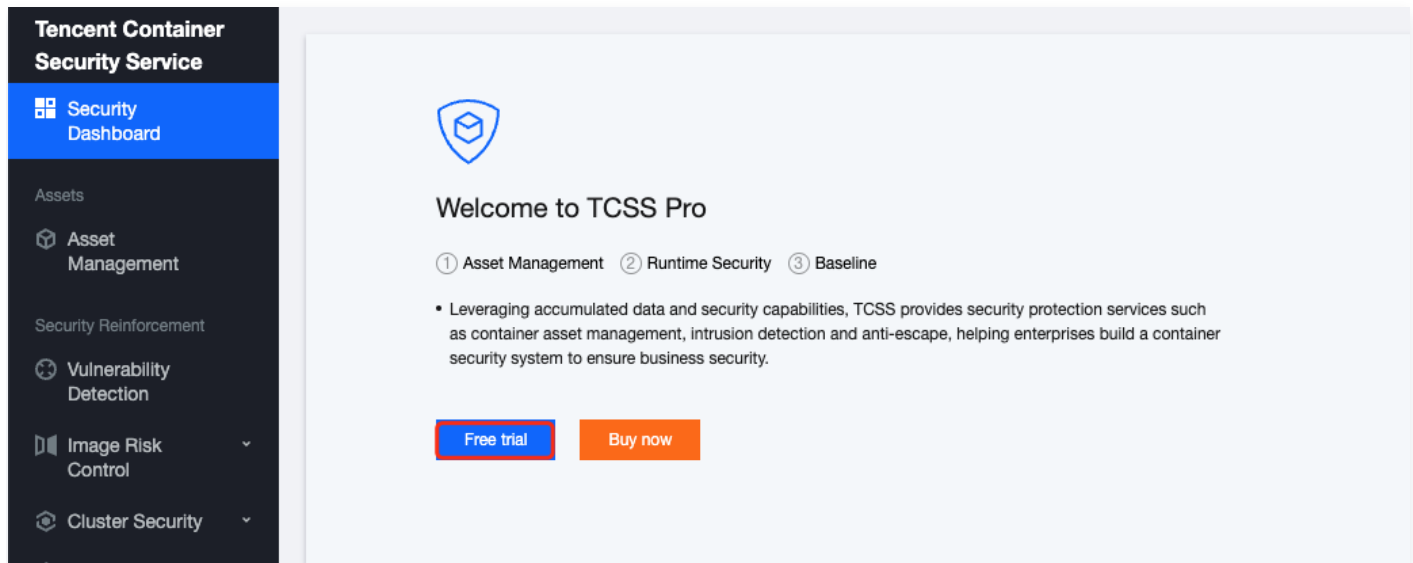 Tencent Container
Security Service
Security
Dashboard
Assets
Asset
Management
Security Reinforcement
Vulnerability
Detection
Image Risk
Control
Cluster Security
Welcome to TCSS Pro
1 Asset Management 2 Runtime Security 3 Baseline
• Leveraging accumulated data and security capabilities, TCSS provides security protection services such
as container asset management, intrusion detection and anti-escape, helping enterprises build a container
security system to ensure business security.
Free trial Buy now